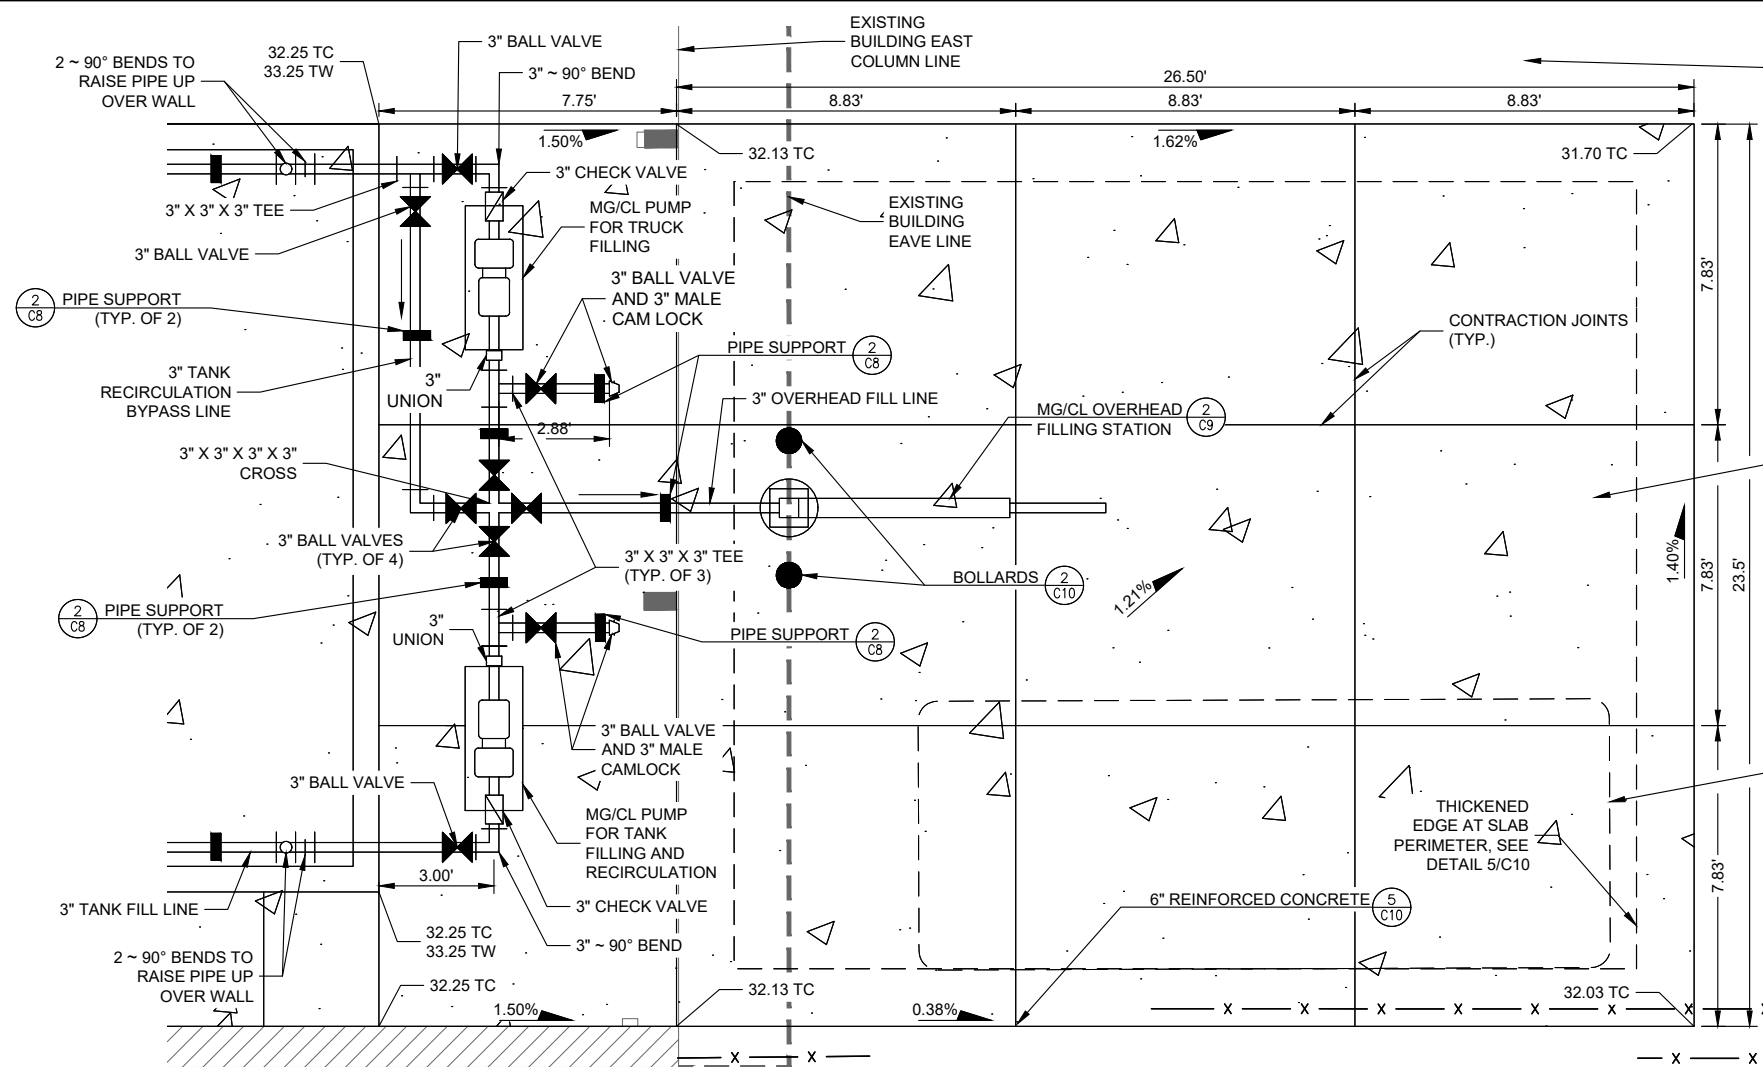 EXISTING
BUILDING EAST
COLUMN LINE
3" BALL VALVE
32.25 TC
33.25 TW
2 ~ 90° BENDS TO
RAISE PIPE UP
OVER WALL
3" ~ 90° BEND
26.50'
7.75'
8.83'
8.83'
8.83'
1.50%
1.62%
32.13 TC
31.70 TC
3" CHECK VALVE
3" X 3" X 3" TEE
MG/CL PUMP
FOR TRUCK
FILLING
EXISTING
BUILDING
EAVE LINE
3" BALL VALVE
7.83'
2
C8
PIPE SUPPORT
(TYP. OF 2)
3" BALL VALVE
AND 3" MALE
CAM LOCK
CONTRACTION JOINTS
(TYP.)
PIPE SUPPORT
2
C8
3" TANK
RECIRCULATION
BYPASS LINE
3"
UNION
3" OVERHEAD FILL LINE
MG/CL OVERHEAD
FILLING STATION
2
C9
2.88'
3" X 3" X 3" X 3"
CROSS
3" BALL VALVES
(TYP. OF 4)
3" X 3" X 3" TEE
(TYP. OF 3)
BOLLARDS
2
C10
1.21%
1.40%
7.83'
23.5'
2
C8
PIPE SUPPORT
(TYP. OF 2)
3"
UNION
PIPE SUPPORT
2
C8
3" BALL VALVE
AND 3" MALE
CAMLOCK
3" BALL VALVE
MG/CL PUMP
FOR TANK
FILLING AND
RECIRCULATION
THICKENED
EDGE AT SLAB
PERIMETER, SEE
DETAIL 5/C10
7.83'
3.00'
3" TANK FILL LINE
3" CHECK VALVE
6" REINFORCED CONCRETE
5
C10
32.25 TC
33.25 TW
3" ~ 90° BEND
2 ~ 90° BENDS TO
RAISE PIPE UP
OVER WALL
32.25 TC
32.13 TC
32.03 TC
1.50%
0.38%
X X X X X X X
X X X X